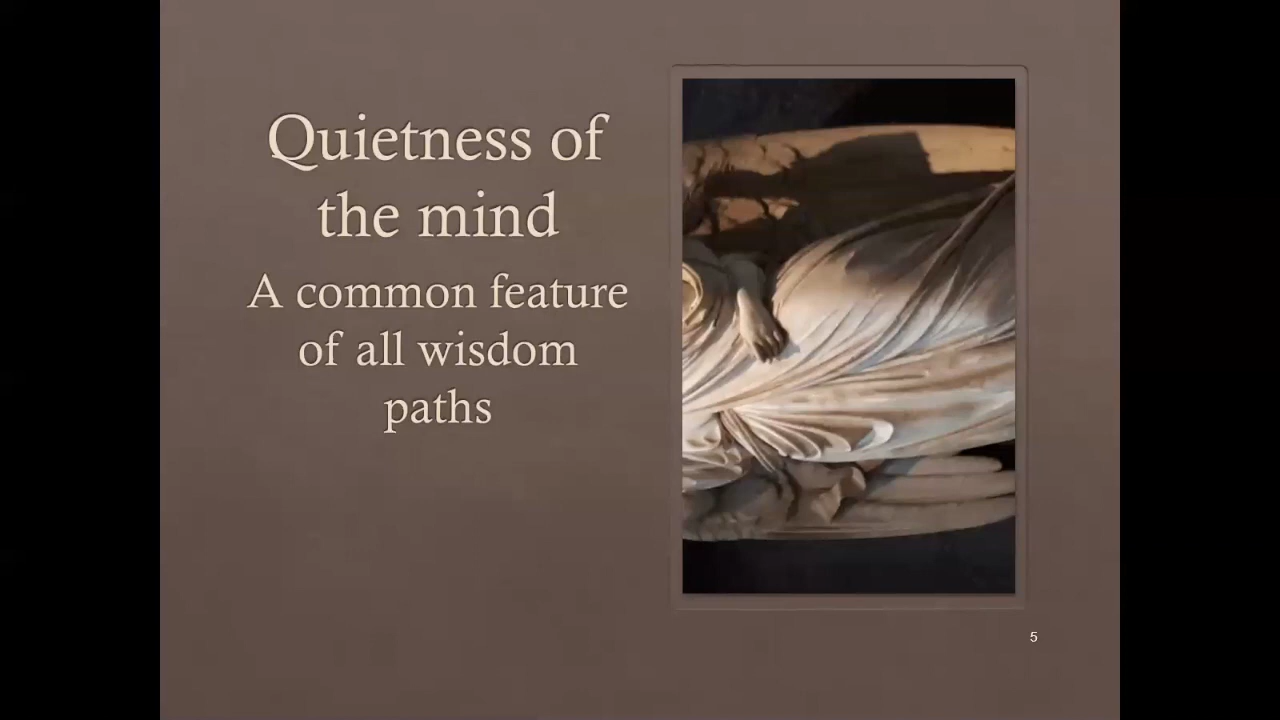 Quietness of
the mind
A common feature
of all wisdom
paths
5